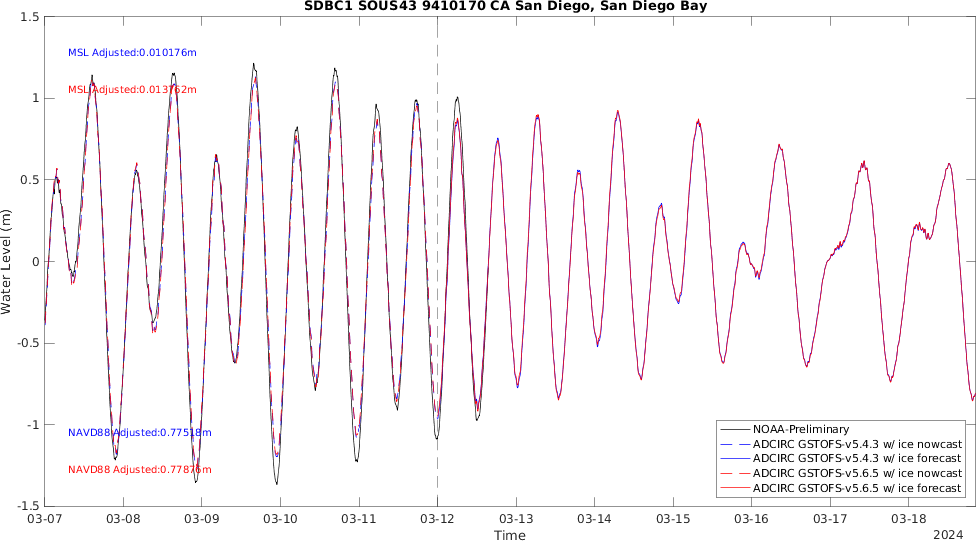 SDBC1 SOUS43 9410170 CA San Diego, San Diego Bay
1.5
MSL Adjusted:0.010176m
MSL Adjusted:0.013762m
1
0.5
0
Water Level (m)
-0.5
-1
NAVD88 Adjusted:0.77518m
NAVD88 Adjusted:0.77876m
-1.5
NOAA-Preliminary
ADCIRC GSTOFS-v5.4.3 w/ ice nowcast
ADCIRC GSTOFS-v5.4.3 w/ ice forecast
ADCIRC GSTOFS-v5.6.5 w/ ice nowcast
ADCIRC GSTOFS-v5.6.5 w/ ice forecast
03-07 03-08 03-09 03-10 03-11 03-12 03-13 03-14 03-15 03-16 03-17 03-18
Time
2024